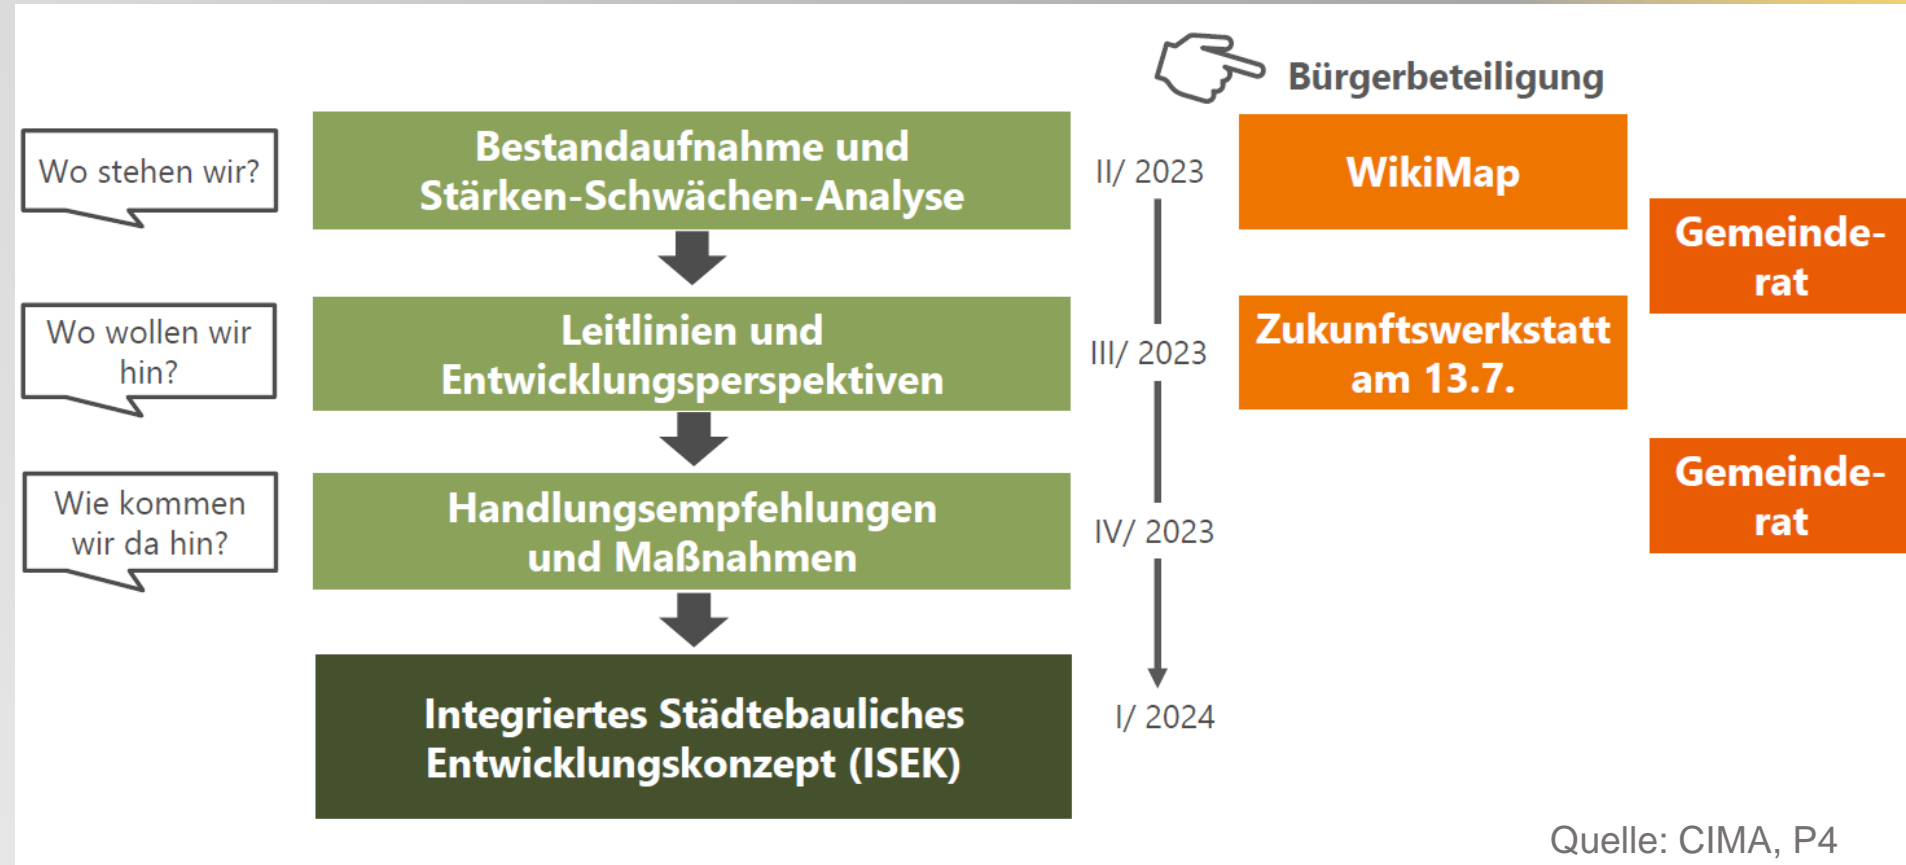 Bürgerbeteiligung
Wo stehen wir?
Bestandaufnahme und
Stärken-Schwächen-Analyse
II/ 2023
WikiMap
Gemeinde-
rat
Wo wollen wir
hin?
Leitlinien und
Entwicklungsperspektiven
III/ 2023
Zukunftswerkstatt
am 13.7.
Gemeinde-
rat
Wie kommen
wir da hin?
Handlungsempfehlungen
und Maßnahmen
IV/ 2023
Integriertes Städtebauliches
Entwicklungskonzept (ISEK)
I/ 2024
Quelle: CIMA, P4